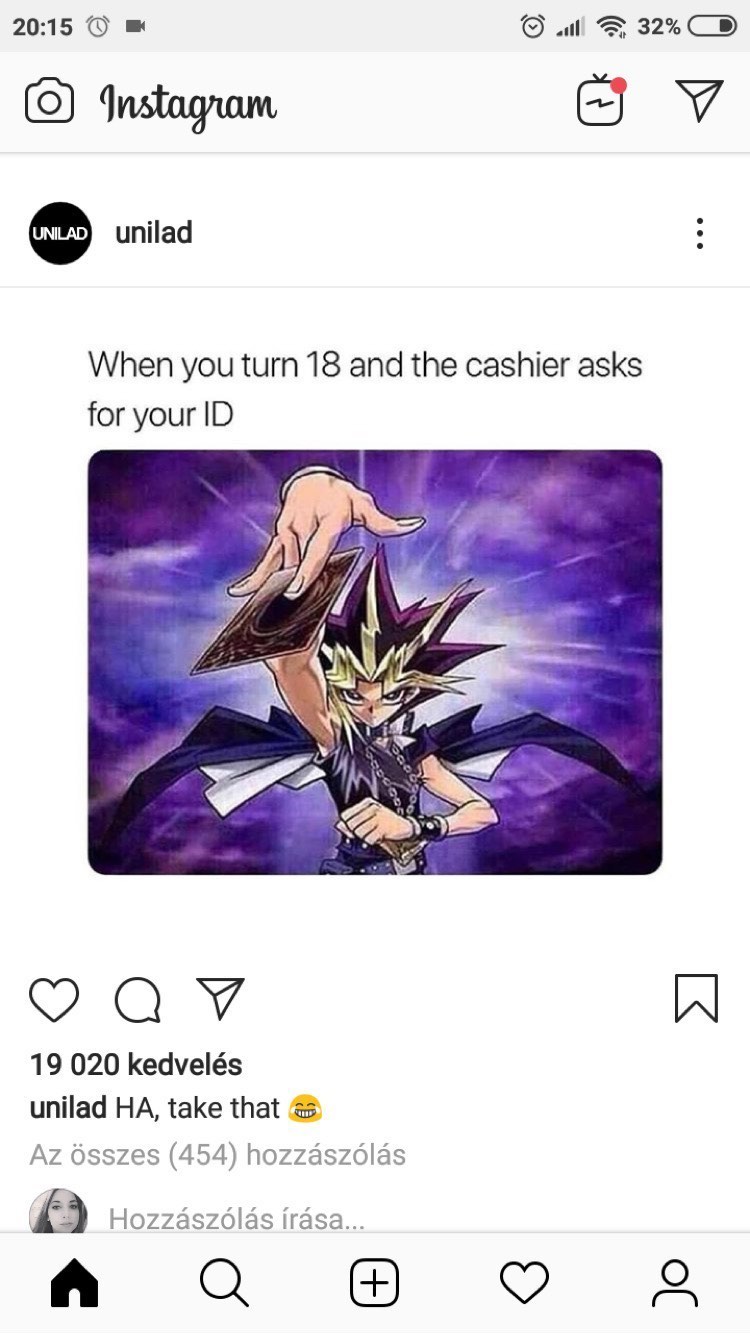 20:15 32%
Instagram
UNILAD unilad
When you turn 18 and the cashier asks
for your ID
19 020 kedvelés
unilad HA, take that 😂
Az összes (454) hozzászólás
Hozzászólás írása...